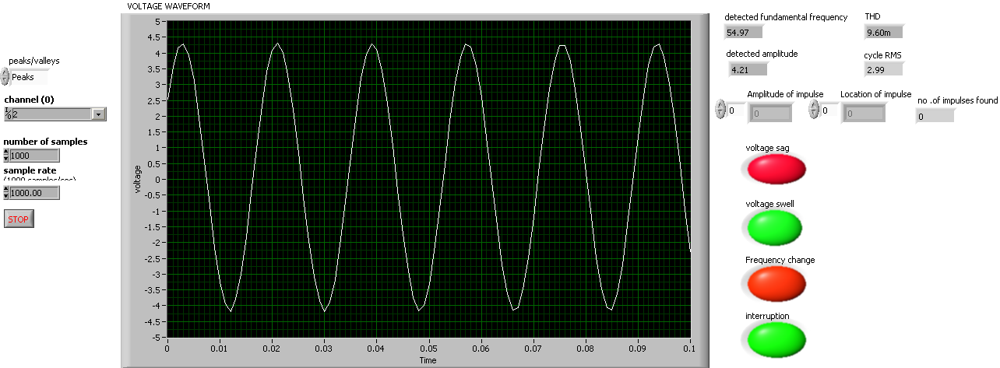 VOLTAGE WAVEFORM
peaks/valleys
Peaks
channel (0)
I/O 2
number of samples
1000
sample rate
(1000 samples/sec)
1000.00
STOP
voltage
5
4.5
4
3.5
3
2.5
2
1.5
1
0.5
0
-0.5
-1
-1.5
-2
-2.5
-3
-3.5
-4
-4.5
-5
0 0.01 0.02 0.03 0.04 0.05 0.06 0.07 0.08 0.09 0.1
Time
detected fundamental frequency THD
54.97 9.60m
detected amplitude cycle RMS
4.21 2.99
Amplitude of impulse Location of impulse no .of impulses found
0 0 0 0 0
voltage sag
voltage swell
Frequency change
interruption